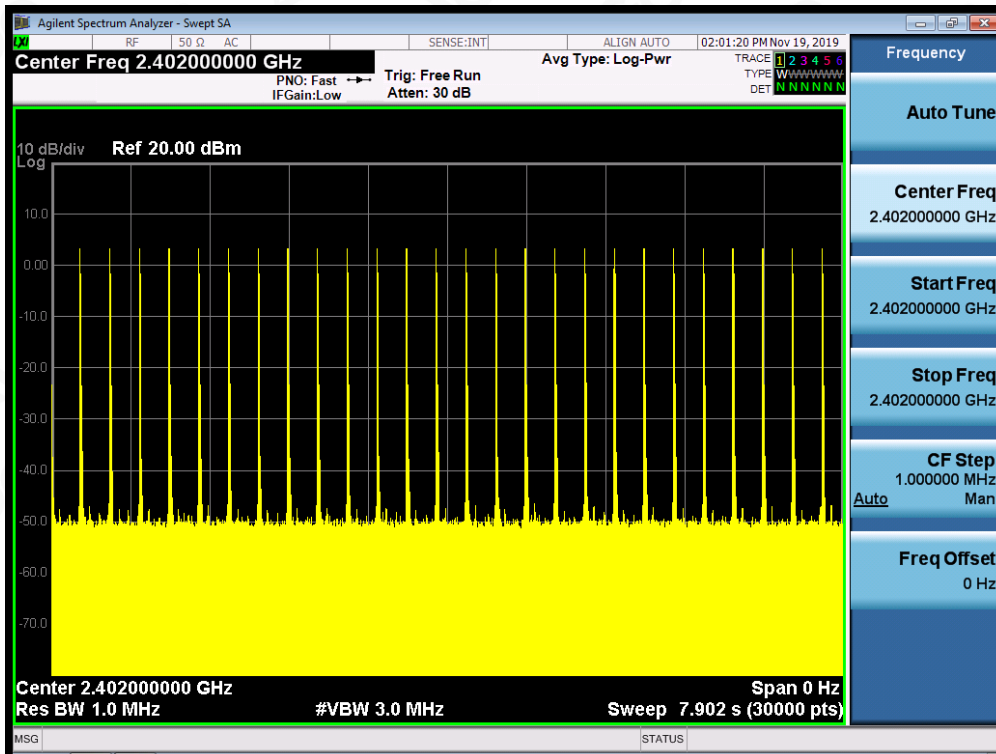 Agilent Spectrum Analyzer - Swept SA
LXI RF 50 Ω AC SENSE:INT ALIGN AUTO 02:01:20 PM Nov 19, 2019
Center Freq 2.402000000 GHz
PNO: Fast
IFGain:Low
Trig: Free Run
Atten: 30 dB
Avg Type: Log-Pwr
TRACE 1 2 3 4 5 6
TYPE WWWWWWW
DET N N N N N N
10 dB/div
Log
Ref 20.00 dBm
10.0
0.00
-10.0
-20.0
-30.0
-40.0
-50.0
-60.0
-70.0
Center 2.402000000 GHz
Span 0 Hz
Res BW 1.0 MHz
#VBW 3.0 MHz
Sweep 7.902 s (30000 pts)
MSG
STATUS
Frequency
Auto Tune
Center Freq
2.402000000 GHz
Start Freq
2.402000000 GHz
Stop Freq
2.402000000 GHz
CF Step
1.000000 MHz
Auto Man
Freq Offset
0 Hz